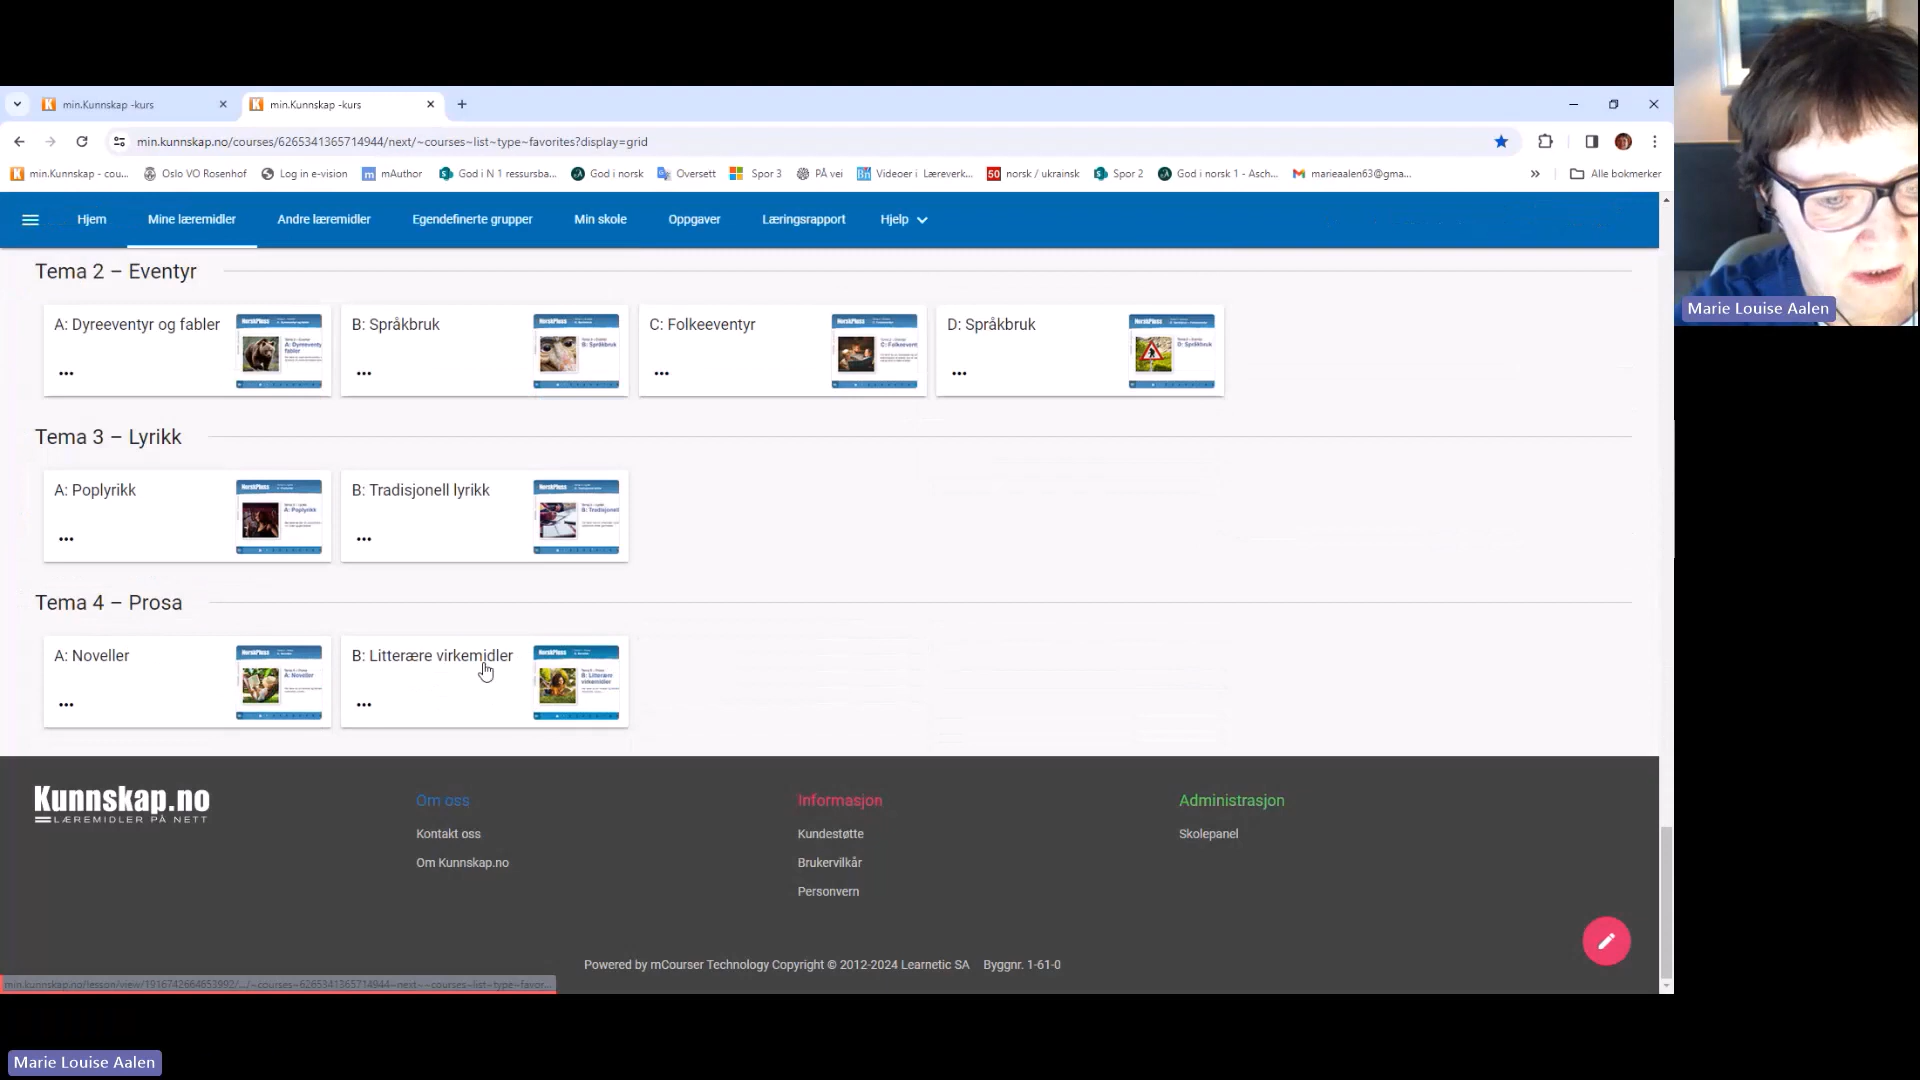 min.Kunnskap -kurs
min.Kunnskap -kurs
min.kunnskap.no/courses/6265341365714944/next/~courses~list~type~favorites?display=grid
min.Kunnskap - cou...
Oslo VO Rosenhof
Log in e-vision
mAuthor
God i N 1 ressursba...
God i norsk
Oversett
Spor 3
PÅ vei
Videoer i Læreverk...
norsk / ukrainsk
Spor 2
God i norsk 1 - Asch...
marieaalen63@gma...
Alle bokmerker
Hjem
Mine læremidler
Andre læremidler
Egendefinerte grupper
Min skole
Oppgaver
Læringsrapport
Hjelp
Marie Louise Aalen
Tema 2 – Eventyr
A: Dyreeventyr og fabler
B: Språkbruk
C: Folkeeventyr
D: Språkbruk
Tema 3 – Lyrikk
A: Poplyrikk
B: Tradisjonell lyrikk
Tema 4 – Prosa
A: Noveller
B: Litterære virkemidler
Kunnskap.no
LÆREMIDLER PÅ NETT
Om oss
Kontakt oss
Om Kunnskap.no
Informasjon
Kundestøtte
Brukervilkår
Personvern
Administrasjon
Skolepanel
Powered by mCourser Technology Copyright © 2012-2024 Learnetic SA Byggnr. 1-61-0
Marie Louise Aalen